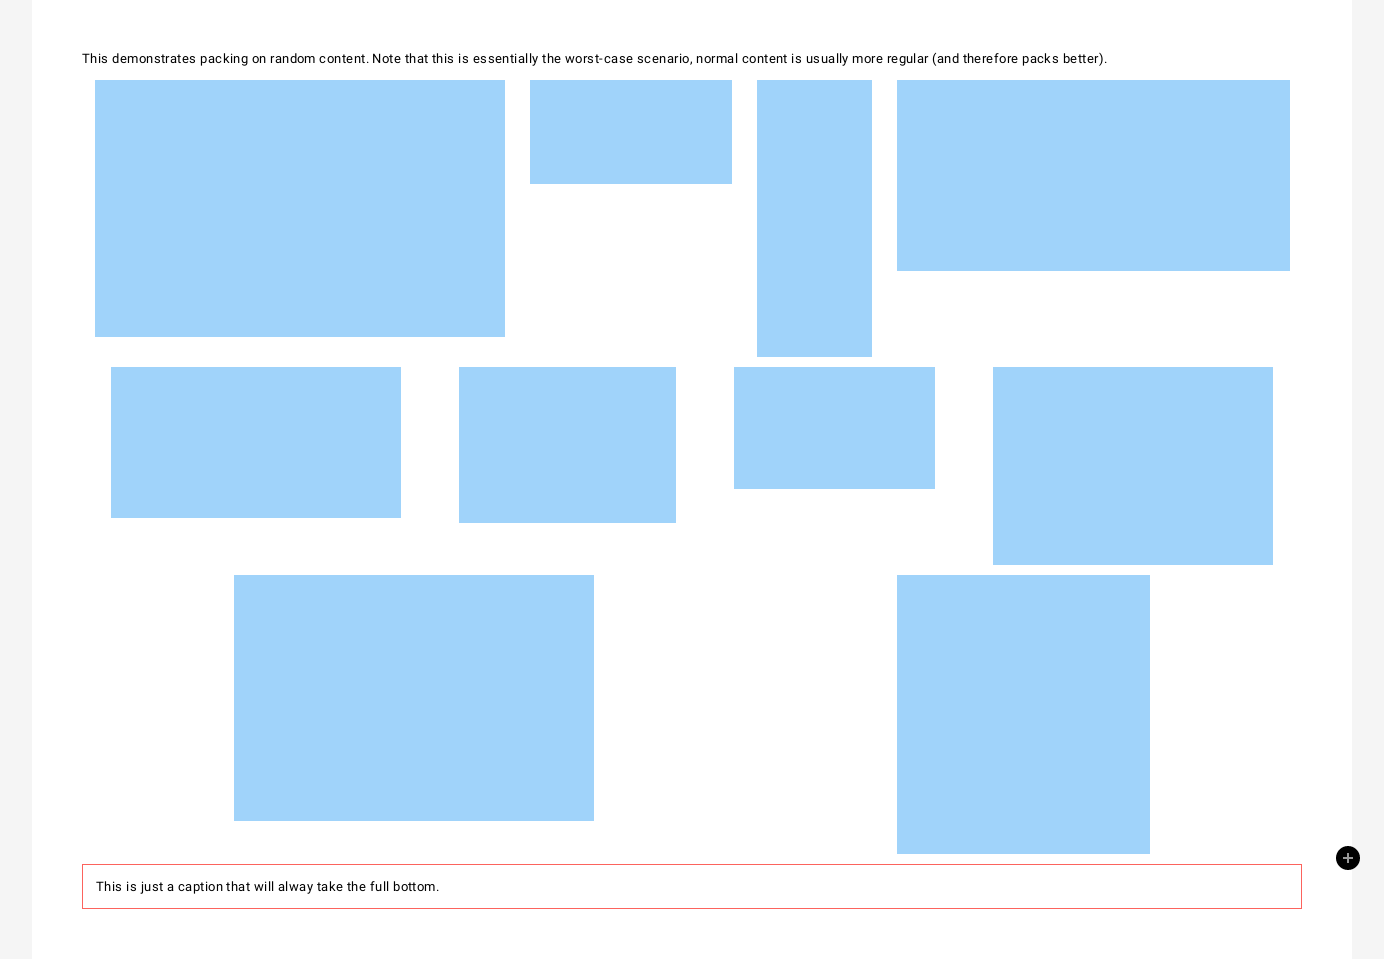 This demonstrates packing on random content. Note that this is essentially the worst-case scenario, normal content is usually more regular (and therefore packs better).
This is just a caption that will alway take the full bottom.